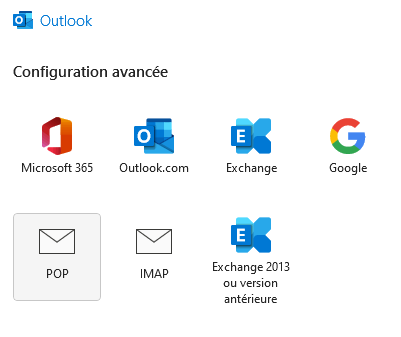 Outlook
Configuration avancée
Microsoft 365
Outlook.com
Exchange
Google
POP
IMAP
Exchange 2013
ou version
antérieure